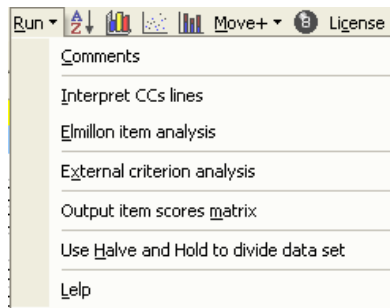 Run Move+ 8 License
Comments
Interpret CCs lines
Elmillon item analysis
External criterion analysis
Output item scores matrix
Use Halve and Hold to divide data set
Lelp